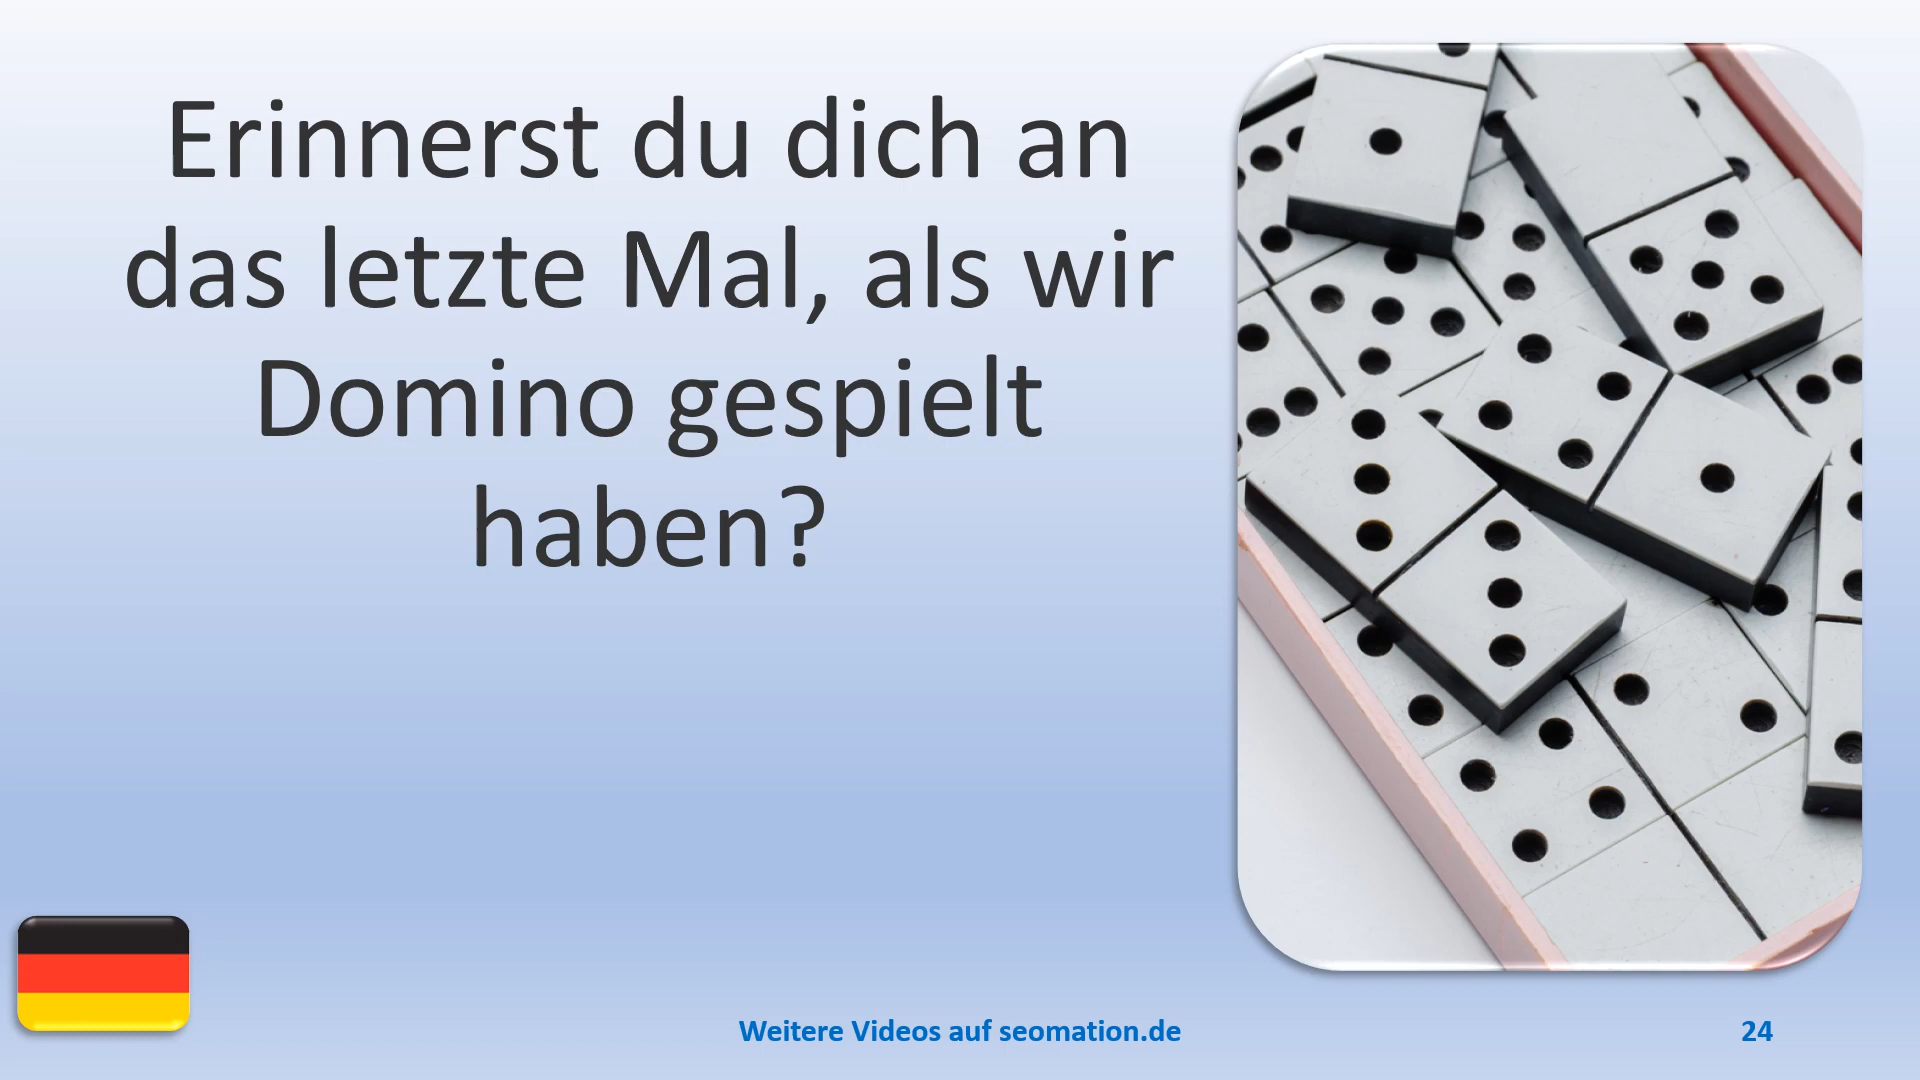 Erinnerst du dich an
das letzte Mal, als wir
Domino gespielt
haben?
Weitere Videos auf seomation.de
24